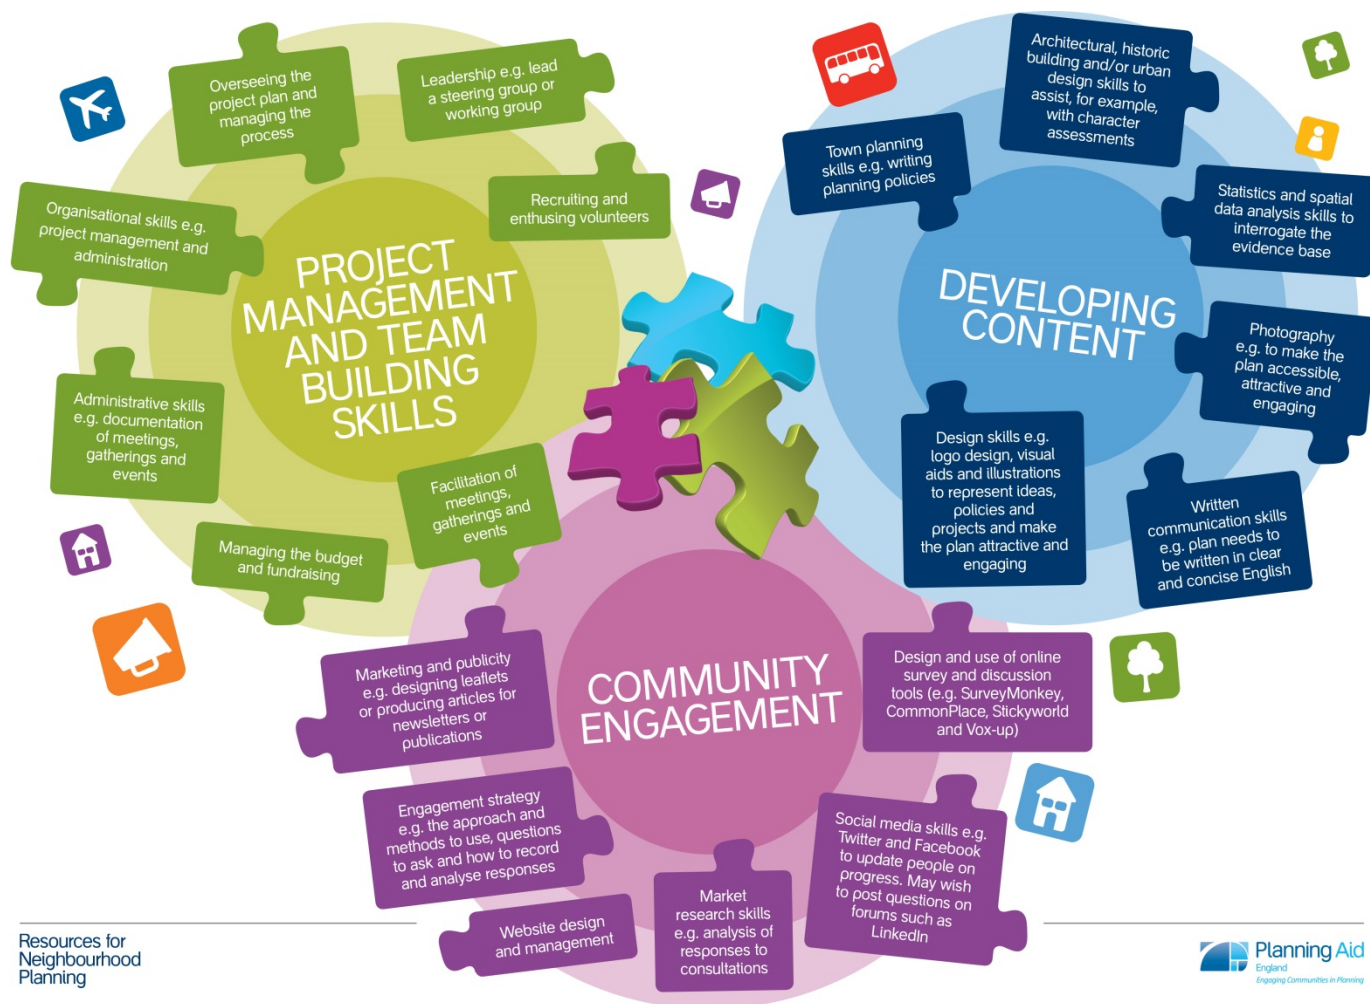 Overseeing the
project plan and
managing the
process
Leadership e.g. lead
a steering group or
working group
Recruiting and
enthusing volunteers
Organisational skills e.g.
project management and
administration
PROJECT
MANAGEMENT
AND TEAM
BUILDING
SKILLS
Administrative skills
e.g. documentation
of meetings,
gatherings and
events
Facilitation of
meetings,
gatherings and
events
Managing the budget
and fundraising
Architectural, historic
building and/or urban
design skills to
assist, for example,
with character
assessments
Town planning
skills e.g. writing
planning policies
Statistics and spatial
data analysis skills to
interrogate the
evidence base
DEVELOPING
CONTENT
Photography
e.g. to make the
plan accessible,
attractive and
engaging
Design skills e.g.
logo design, visual
aids and illustrations
to represent ideas,
policies and
projects and make
the plan attractive and
engaging
Written
communication skills
e.g. plan needs to
be written in clear
and concise English
Marketing and publicity
e.g. designing leaflets
or producing articles for
newsletters or
publications
COMMUNITY
ENGAGEMENT
Design and use of online
survey and discussion
tools (e.g. SurveyMonkey,
CommonPlace, Stickyworld
and Vox-up)
Engagement strategy
e.g. the approach and
methods to use, questions
to ask and how to record
and analyse responses
Website design
and management
Market
research skills
e.g. analysis of
responses to
consultations
Social media skills e.g.
Twitter and Facebook
to update people on
progress. May wish
to post questions on
forums such as
LinkedIn
Resources for
Neighbourhood
Planning
Planning Aid
England
Engaging Communities in Planning